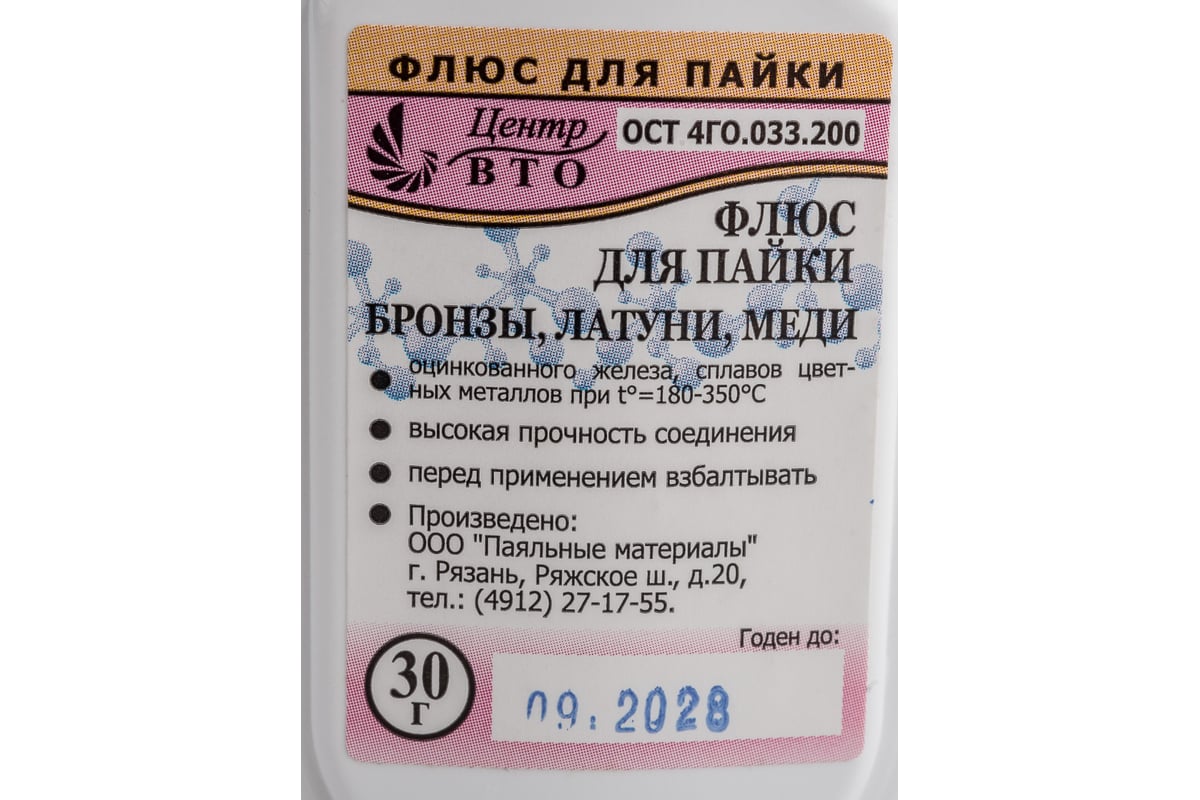 ФЛЮС ДЛЯ ПАЙКИ
Центр
ВТО
ОСТ 4ГО.033.200
ФЛЮС
ДЛЯ ПАЙКИ
БРОНЗЫ, ЛАТУНИ, МЕДИ
● оцинкованного железа, сплавов цвет-
ных металлов при t°=180-350°C
● высокая прочность соединения
● перед применением взбалтывать
● Произведено:
ООО "Паяльные материалы"
г. Рязань, Ряжское ш., д.20,
тел.: (4912) 27-17-55.
Годен до:
30
г
09. 2028